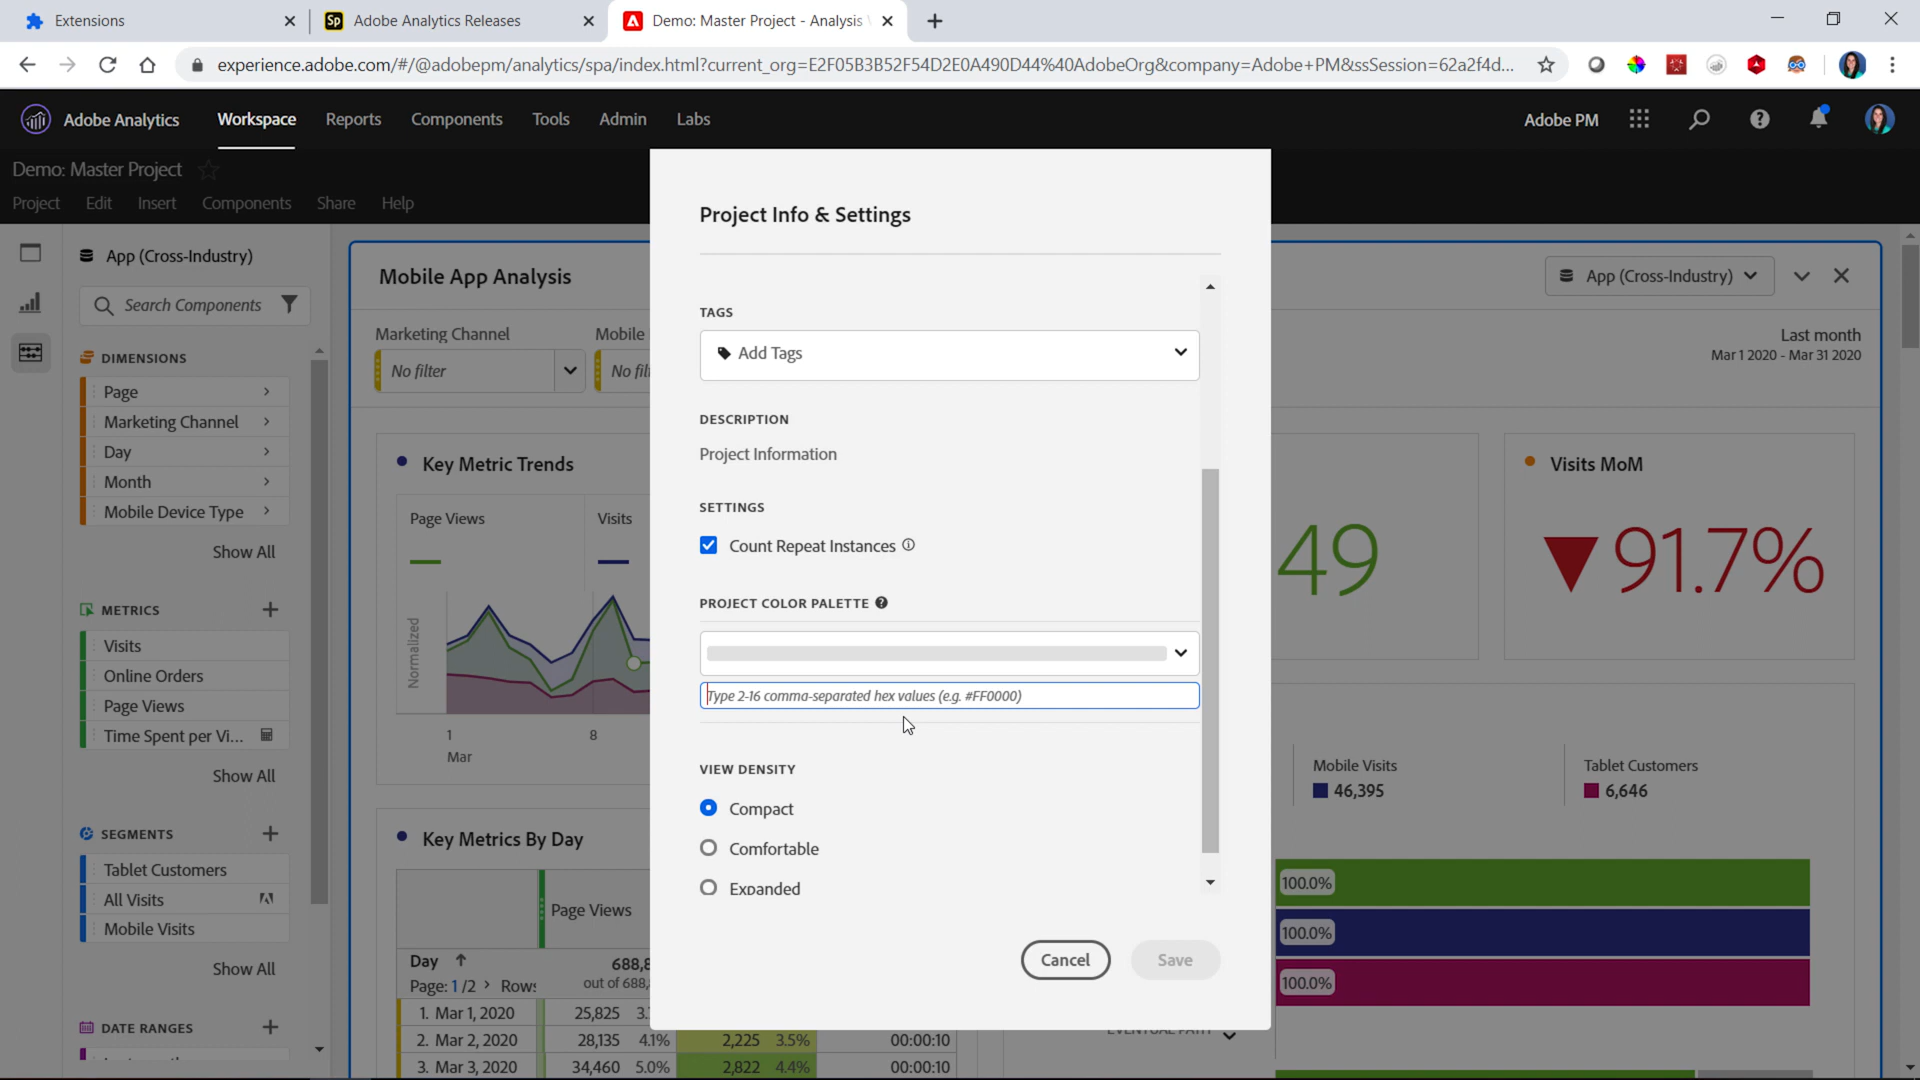 Extensions
Sp Adobe Analytics Releases
Demo: Master Project - Analysis
experience.adobe.com/#/@adobepm/analytics/spa/index.html?current_org=E2F05B3B52F54D2E0A490D44%40AdobeOrg&company=Adobe+PM&ssSession=62a2f4d...
Adobe Analytics Workspace Reports Components Tools Admin Labs Adobe PM
Demo: Master Project
Project Edit Insert Components Share Help
App (Cross-Industry)
Search Components
DIMENSIONS
Page
Marketing Channel
Day
Month
Mobile Device Type
Show All
METRICS
Visits
Online Orders
Page Views
Time Spent per Vi...
Show All
SEGMENTS
Tablet Customers
All Visits
Mobile Visits
Show All
DATE RANGES
Mobile App Analysis
App (Cross-Industry)
Marketing Channel Mobile
No filter
Last month
Mar 1 2020 - Mar 31 2020
Key Metric Trends
Page Views Visits
Normalized
1 8
Mar
Key Metrics By Day
Page Views
Day
688,8
Page: 1 /2 > Rows
out of 688,
1. Mar 1, 2020 25,825 3.
2. Mar 2, 2020 28,135 4.1% 2,225 3.5% 00:00:10
3. Mar 3, 2020 34,460 5.0% 2,822 4.4% 00:00:10
Project Info & Settings
TAGS
Add Tags
DESCRIPTION
Project Information
SETTINGS
Count Repeat Instances
PROJECT COLOR PALETTE
Type 2-16 comma-separated hex values (e.g. #FF0000)
VIEW DENSITY
Compact
Comfortable
Expanded
Cancel Save
49
Visits MoM
▼91.7%
Mobile Visits
46,395
Tablet Customers
6,646
100.0%
100.0%
100.0%